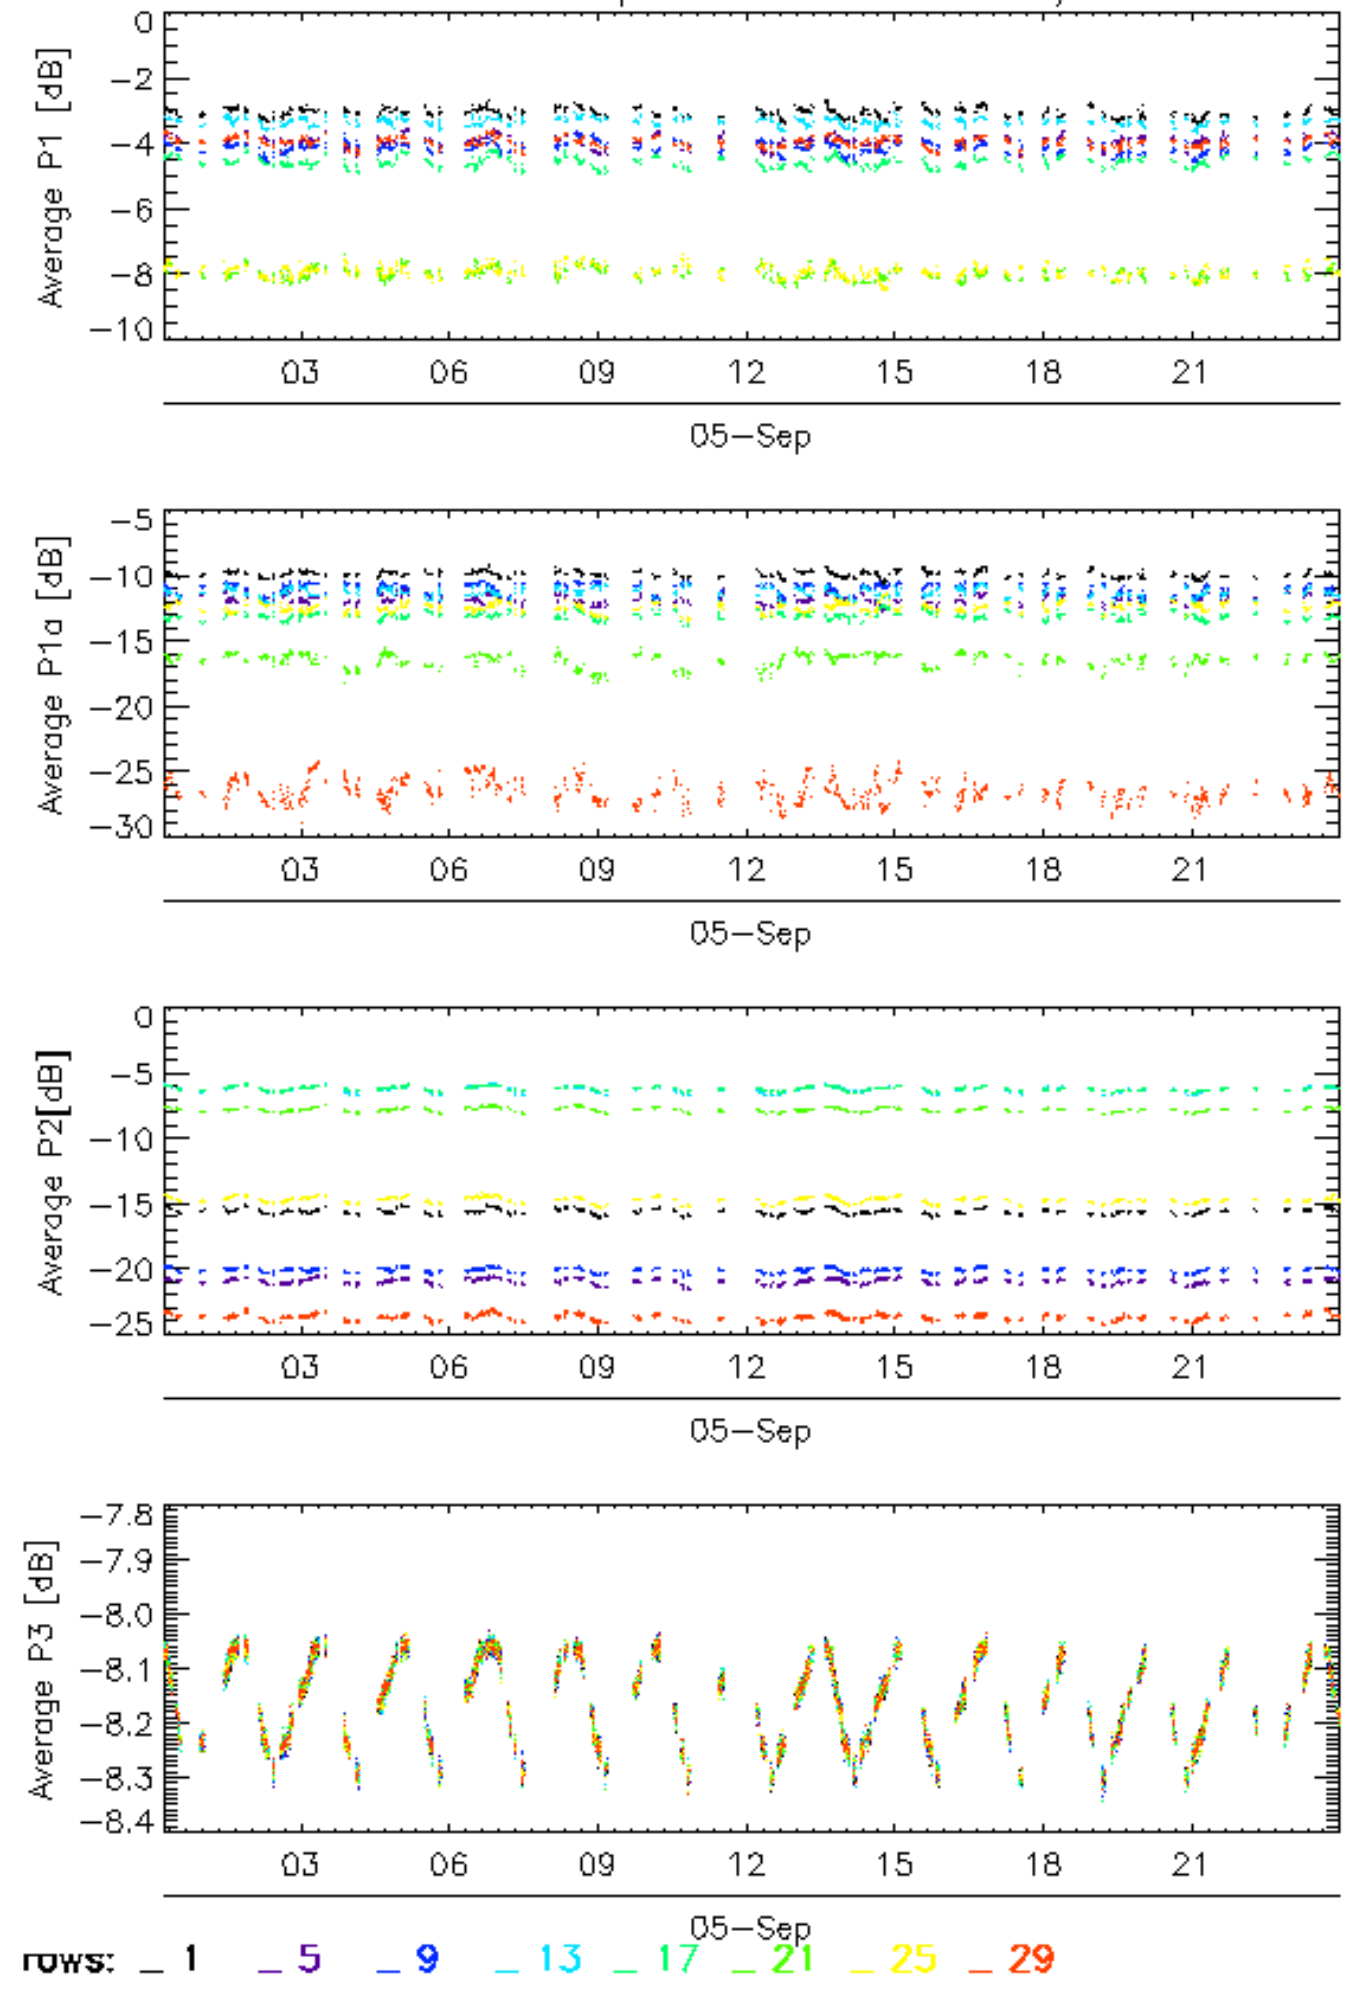 Average P1 [dB]
0
−2
−4
−6
−8
−10
03 06 09 12 15 18 21
05−Sep
Average P1a [dB]
−5
−10
−15
−20
−25
−30
03 06 09 12 15 18 21
05−Sep
Average P2[dB]
0
−5
−10
−15
−20
−25
03 06 09 12 15 18 21
05−Sep
Average P3 [dB]
−7.8
−7.9
−8.0
−8.1
−8.2
−8.3
−8.4
03 06 09 12 15 18 21
05−Sep
rows: _ 1 _ 5 _ 9 _ 13 _ 17 _ 21 _ 25 _ 29